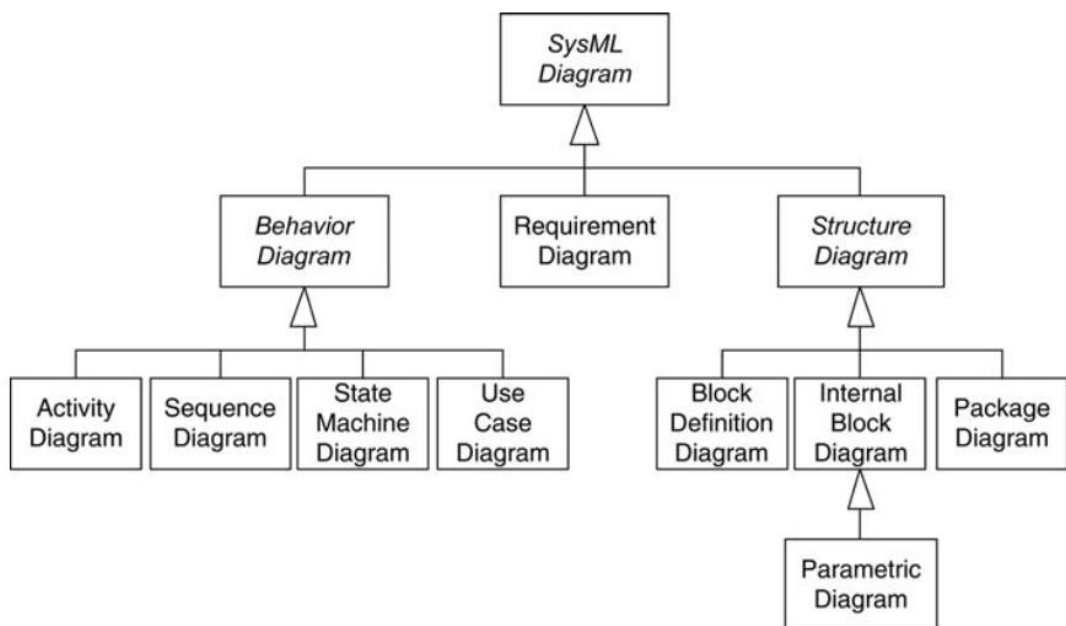 SysML
Diagram
Behavior
Diagram
Requirement
Diagram
Structure
Diagram
Activity
Diagram
Sequence
Diagram
State
Machine
Diagram
Use
Case
Diagram
Block
Definition
Diagram
Internal
Block
Diagram
Package
Diagram
Parametric
Diagram